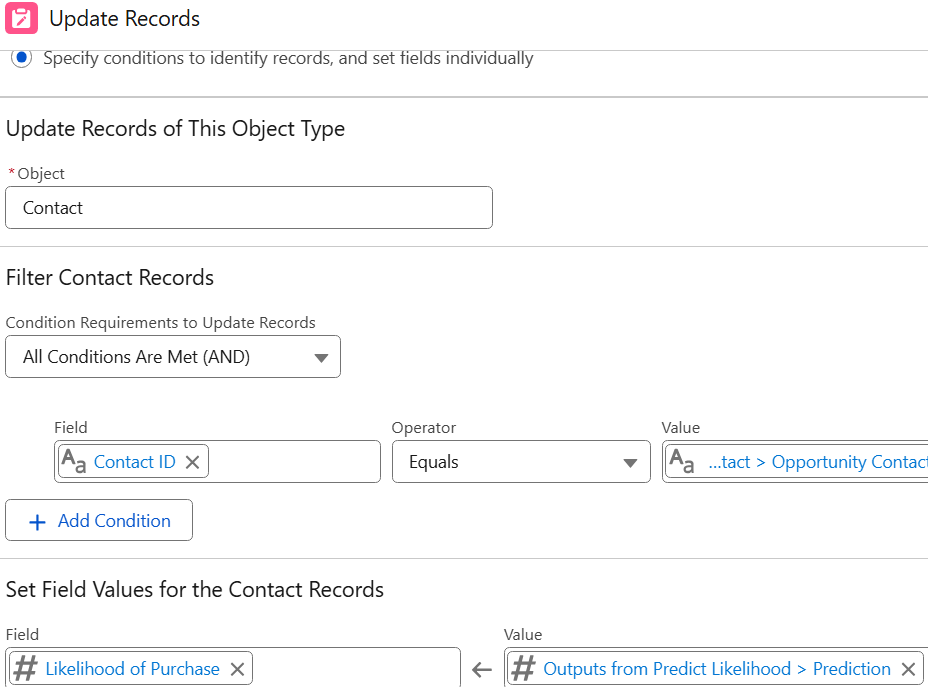 Update Records
Specify conditions to identify records, and set fields individually
Update Records of This Object Type
*Object
Contact
Filter Contact Records
Condition Requirements to Update Records
All Conditions Are Met (AND)
Field Operator Value
Aa Contact ID Equals Aa ...tact > Opportunity Contact
+ Add Condition
Set Field Values for the Contact Records
Field Value
# Likelihood of Purchase ← # Outputs from Predict Likelihood > Prediction